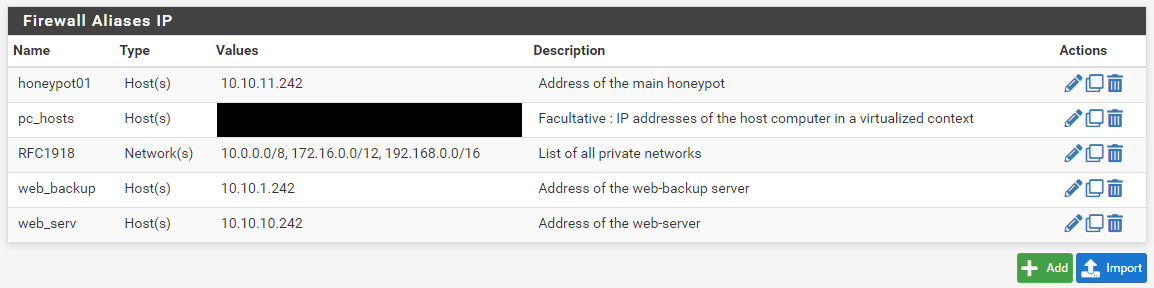 Firewall Aliases IP
Name Type Values Description Actions
honeypot01 Host(s) 10.10.11.242 Address of the main honeypot
pc_hosts Host(s) Facultative : IP addresses of the host computer in a virtualized context
RFC1918 Network(s) 10.0.0.0/8, 172.16.0.0/12, 192.168.0.0/16 List of all private networks
web_backup Host(s) 10.10.1.242 Address of the web-backup server
web_serv Host(s) 10.10.10.242 Address of the web-server
Add Import